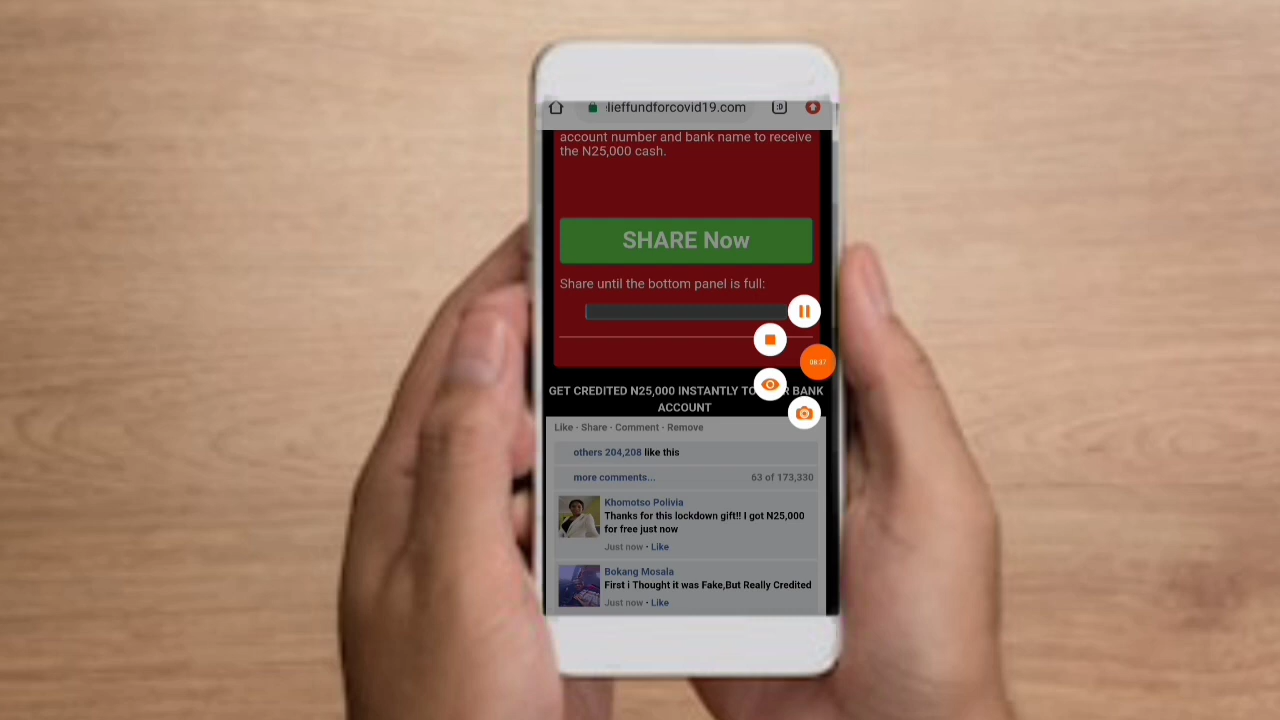 lieffundforcovid19.com
:D
account number and bank name to receive
the N25,000 cash.
SHARE Now
Share until the bottom panel is full:
GET CREDITED N25,000 INSTANTLY TO BANK
ACCOUNT
Like · Share · Comment · Remove
others 204,208 like this
more comments...
63 of 173,330
Khomotso Polivia
Thanks for this lockdown gift!! I got N25,000
for free just now
Just now · Like
Bokang Mosala
First i Thought it was Fake,But Really Credited
Just now · Like